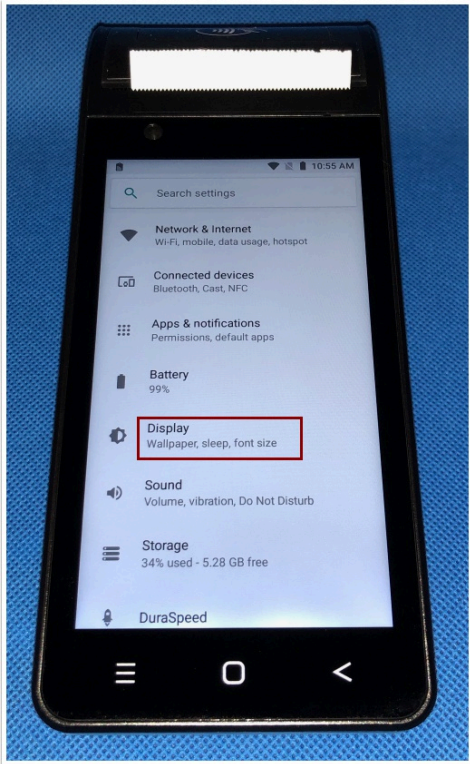 10:55 AM
Search settings
Network & Internet
Wi-Fi, mobile, data usage, hotspot
Connected devices
Bluetooth, Cast, NFC
Apps & notifications
Permissions, default apps
Battery
99%
Display
Wallpaper, sleep, font size
Sound
Volume, vibration, Do Not Disturb
Storage
34% used - 5.28 GB free
DuraSpeed